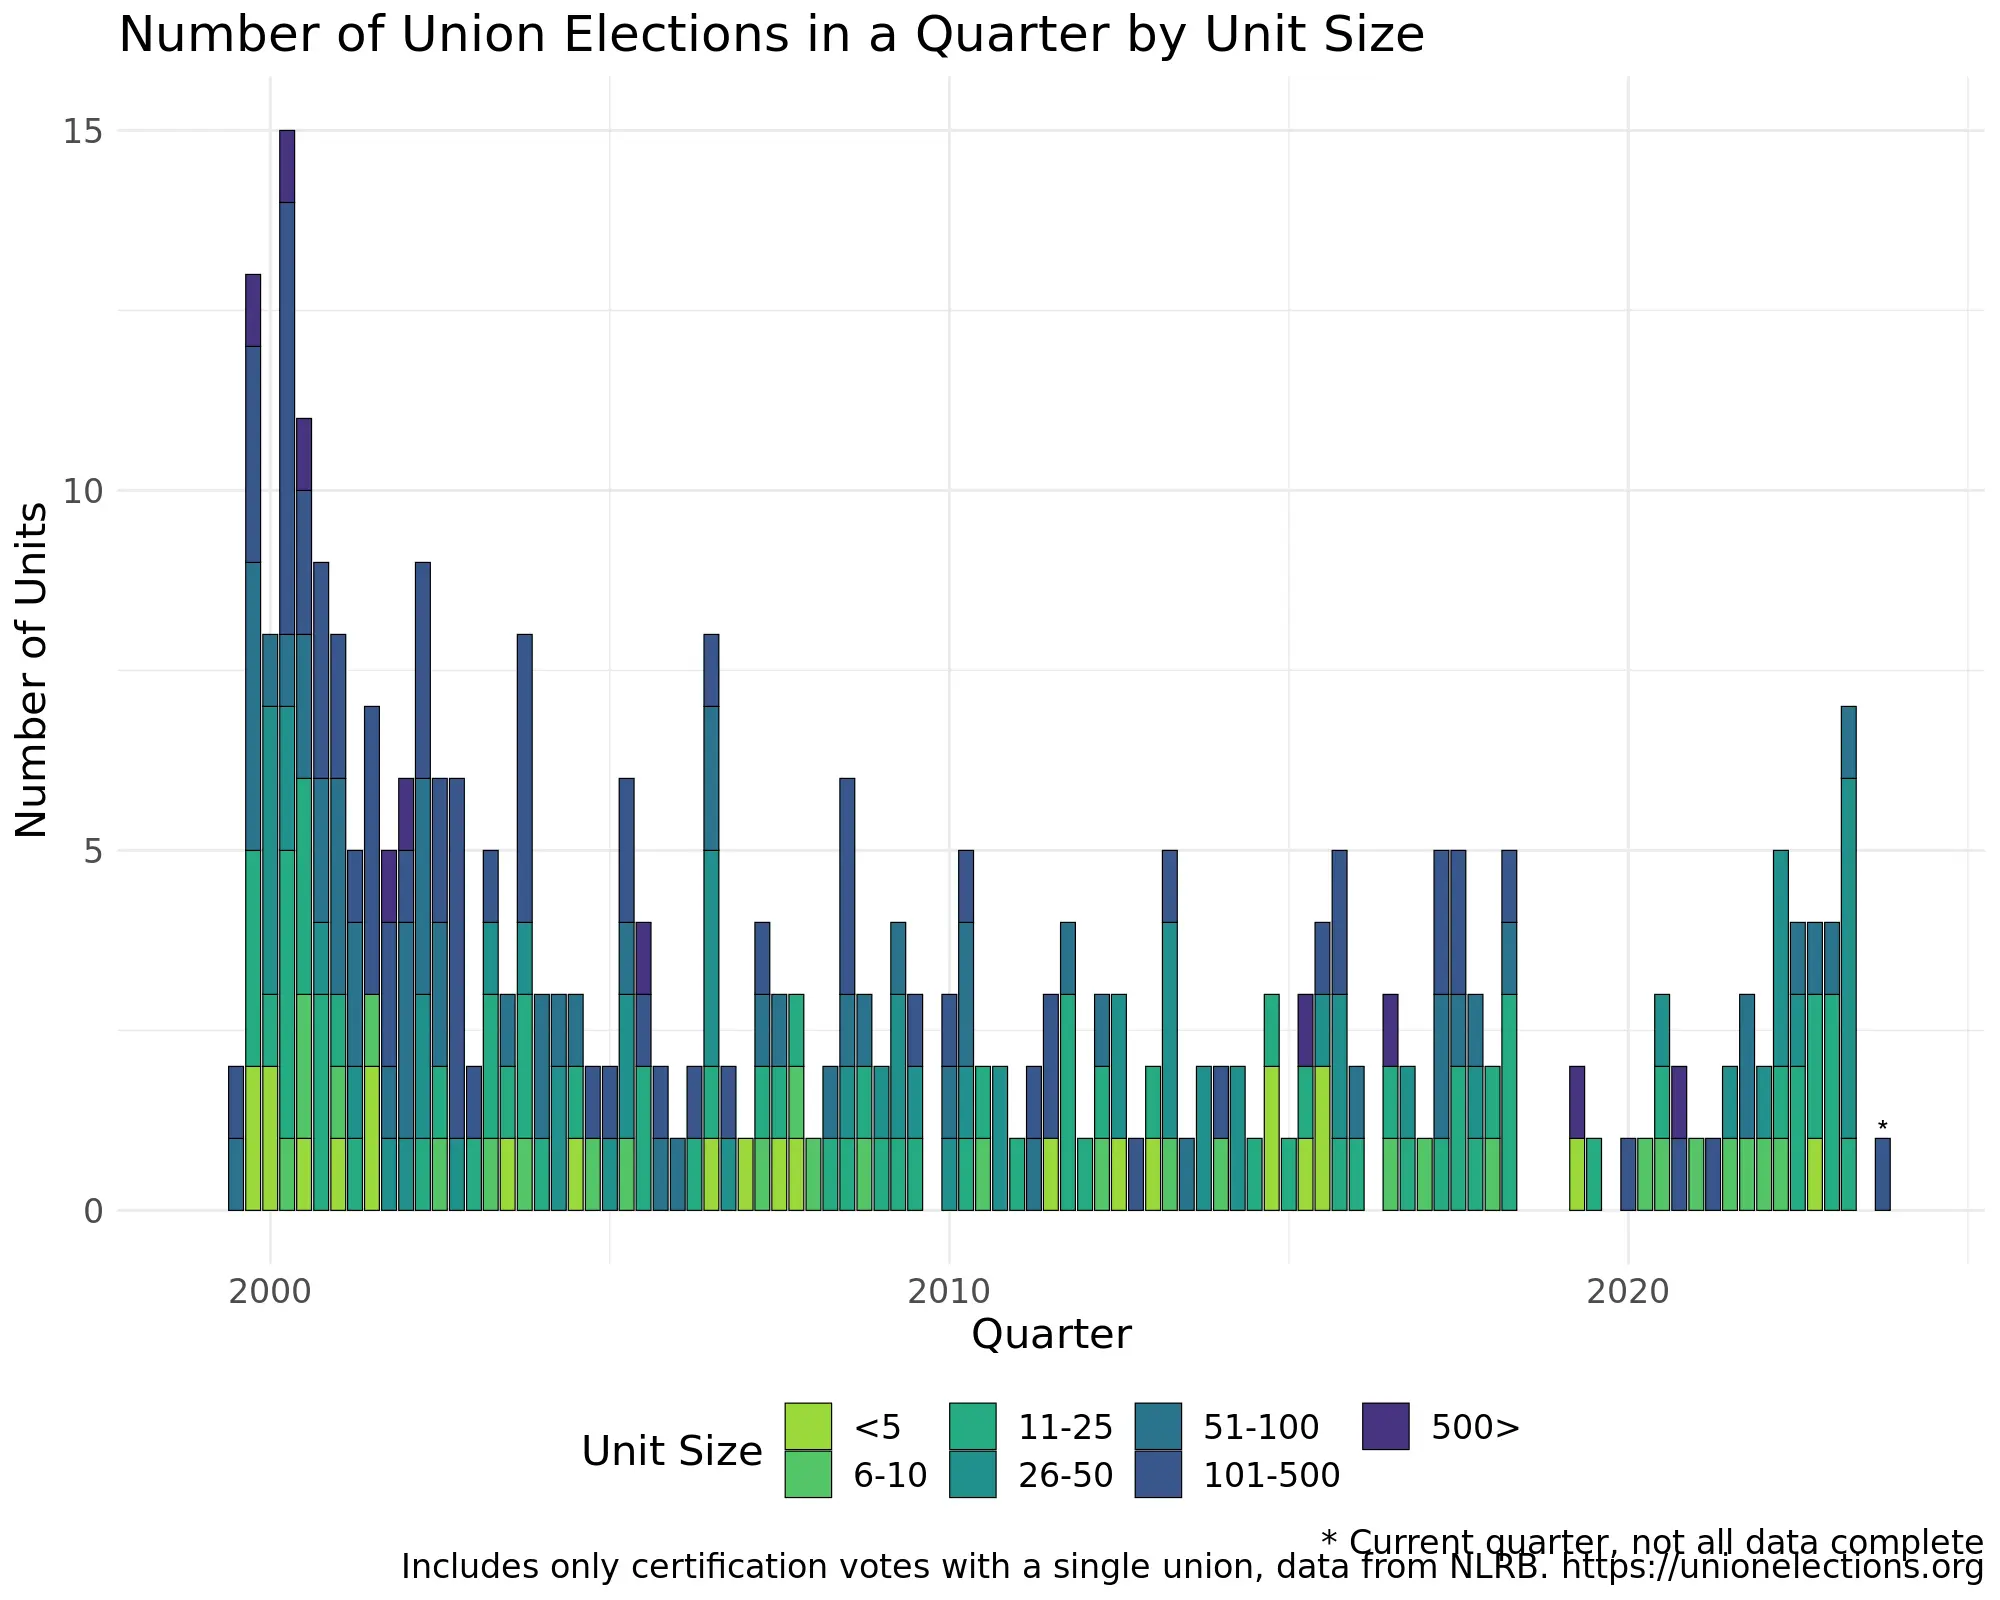 Number of Union Elections in a Quarter by Unit Size
Number of Units
15
10
5
0
*
2000
2010
2020
Quarter
Unit Size
<5
11-25
51-100
500>
6-10
26-50
101-500
* Current quarter, not all data complete
Includes only certification votes with a single union, data from NLRB. https://unionelections.org